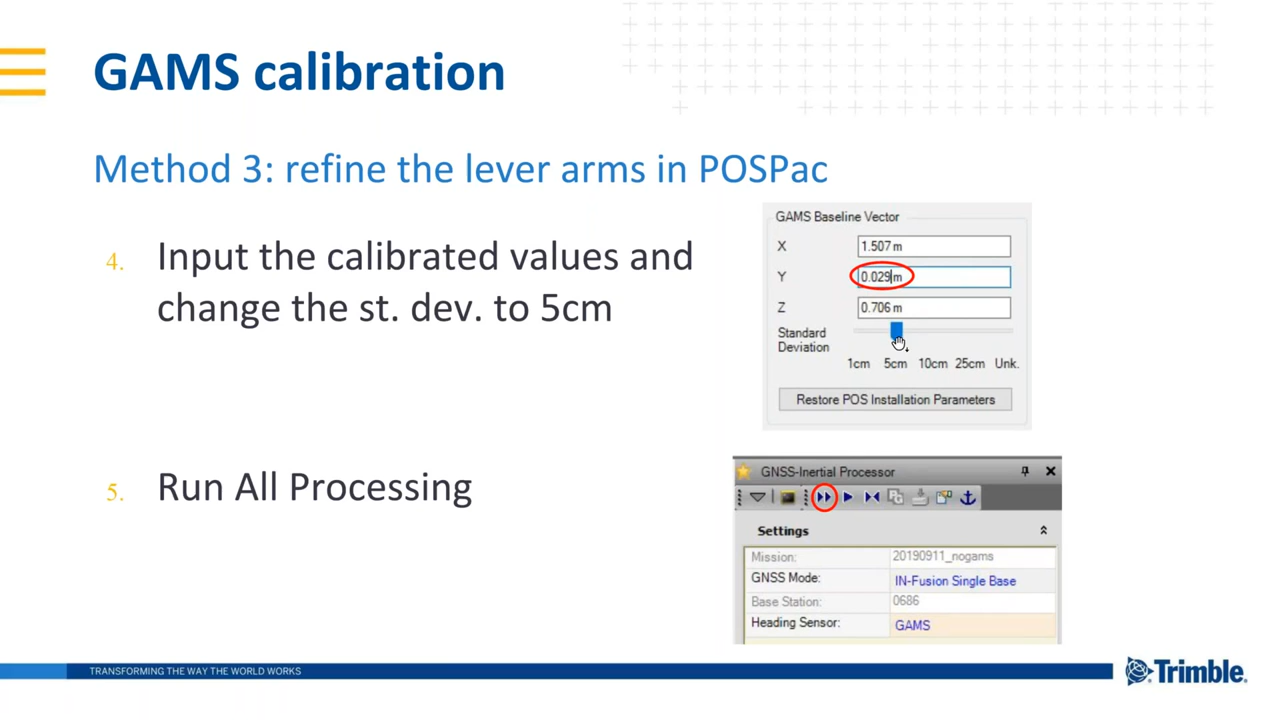 GAMS calibration
Method 3: refine the lever arms in POSPac
4. Input the calibrated values and
change the st. dev. to 5cm
GAMS Baseline Vector
X 1.507 m
Y 0.029 m
Z 0.706 m
Standard
Deviation
1cm 5cm 10cm 25cm Unk.
Restore POS Installation Parameters
5. Run All Processing
GNSS-Inertial Processor
Settings
Mission: 20190911_nogams
GNSS Mode: IN-Fusion Single Base
Base Station: 0686
Heading Sensor: GAMS
TRANSFORMING THE WAY THE WORLD WORKS
Trimble.